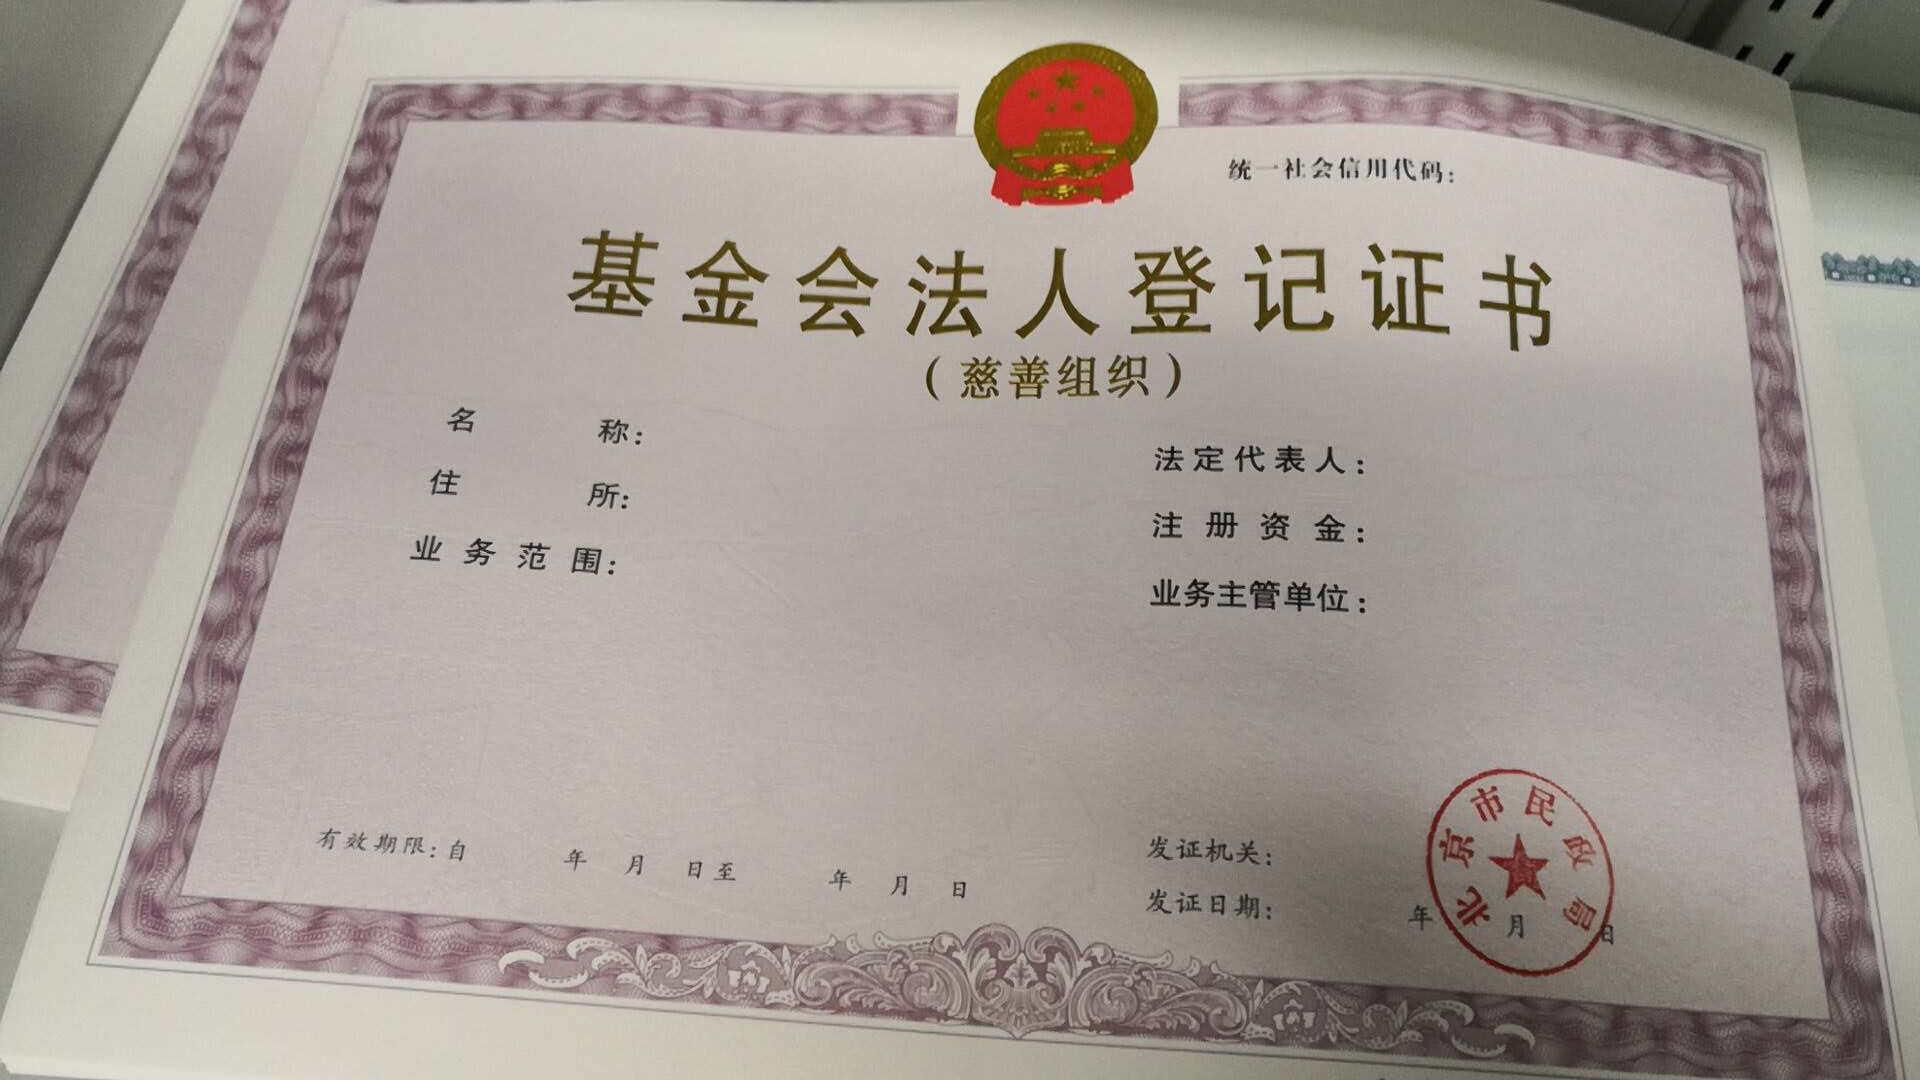 统一社会信用代码:
基金会法人登记证书
(慈善组织)
名称:
住所:
业务范围:
法定代表人:
注册资金:
业务主管单位:
有效期限:自 年 月 日至 年 月 日
发证机关:
发证日期: 年 月 日
北京市民政局